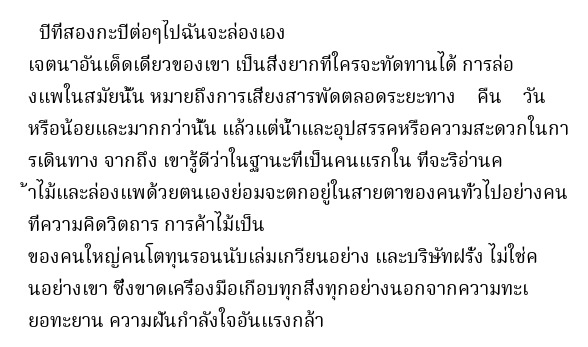 ปีที่สองกะปีต่อๆไปฉันจะล่องเอง
เจตนาอันเด็ดเดี่ยวของเขา เป็นสิ่งยากที่ใครจะทัดทานได้ การล่อ
งแพในสมัยนั้น หมายถึงการเสี่ยงสารพัดตลอดระยะทาง คืน วัน
หรือน้อยและมากกว่านั้น แล้วแต่น้ำและอุปสรรคหรือความสะดวกในกา
รเดินทาง จากถึง เขารู้ดีว่าในฐานะที่เป็นคนแรกใน ที่จะริอ่านค
้าไม้และล่องแพด้วยตนเองย่อมจะตกอยู่ในสายตาของคนทั่วไปอย่างคน
ที่ความคิดวิตถาร การค้าไม้เป็น
ของคนใหญ่คนโตทุนรอนนับเล่มเกวียนอย่าง และบริษัทฝรั่ง ไม่ใช่ค
นอย่างเขา ซึ่งขาดเครื่องมือเกือบทุกสิ่งทุกอย่างนอกจากความทะเ
ยอทะยาน ความฝันกำลังใจอันแรงกล้า